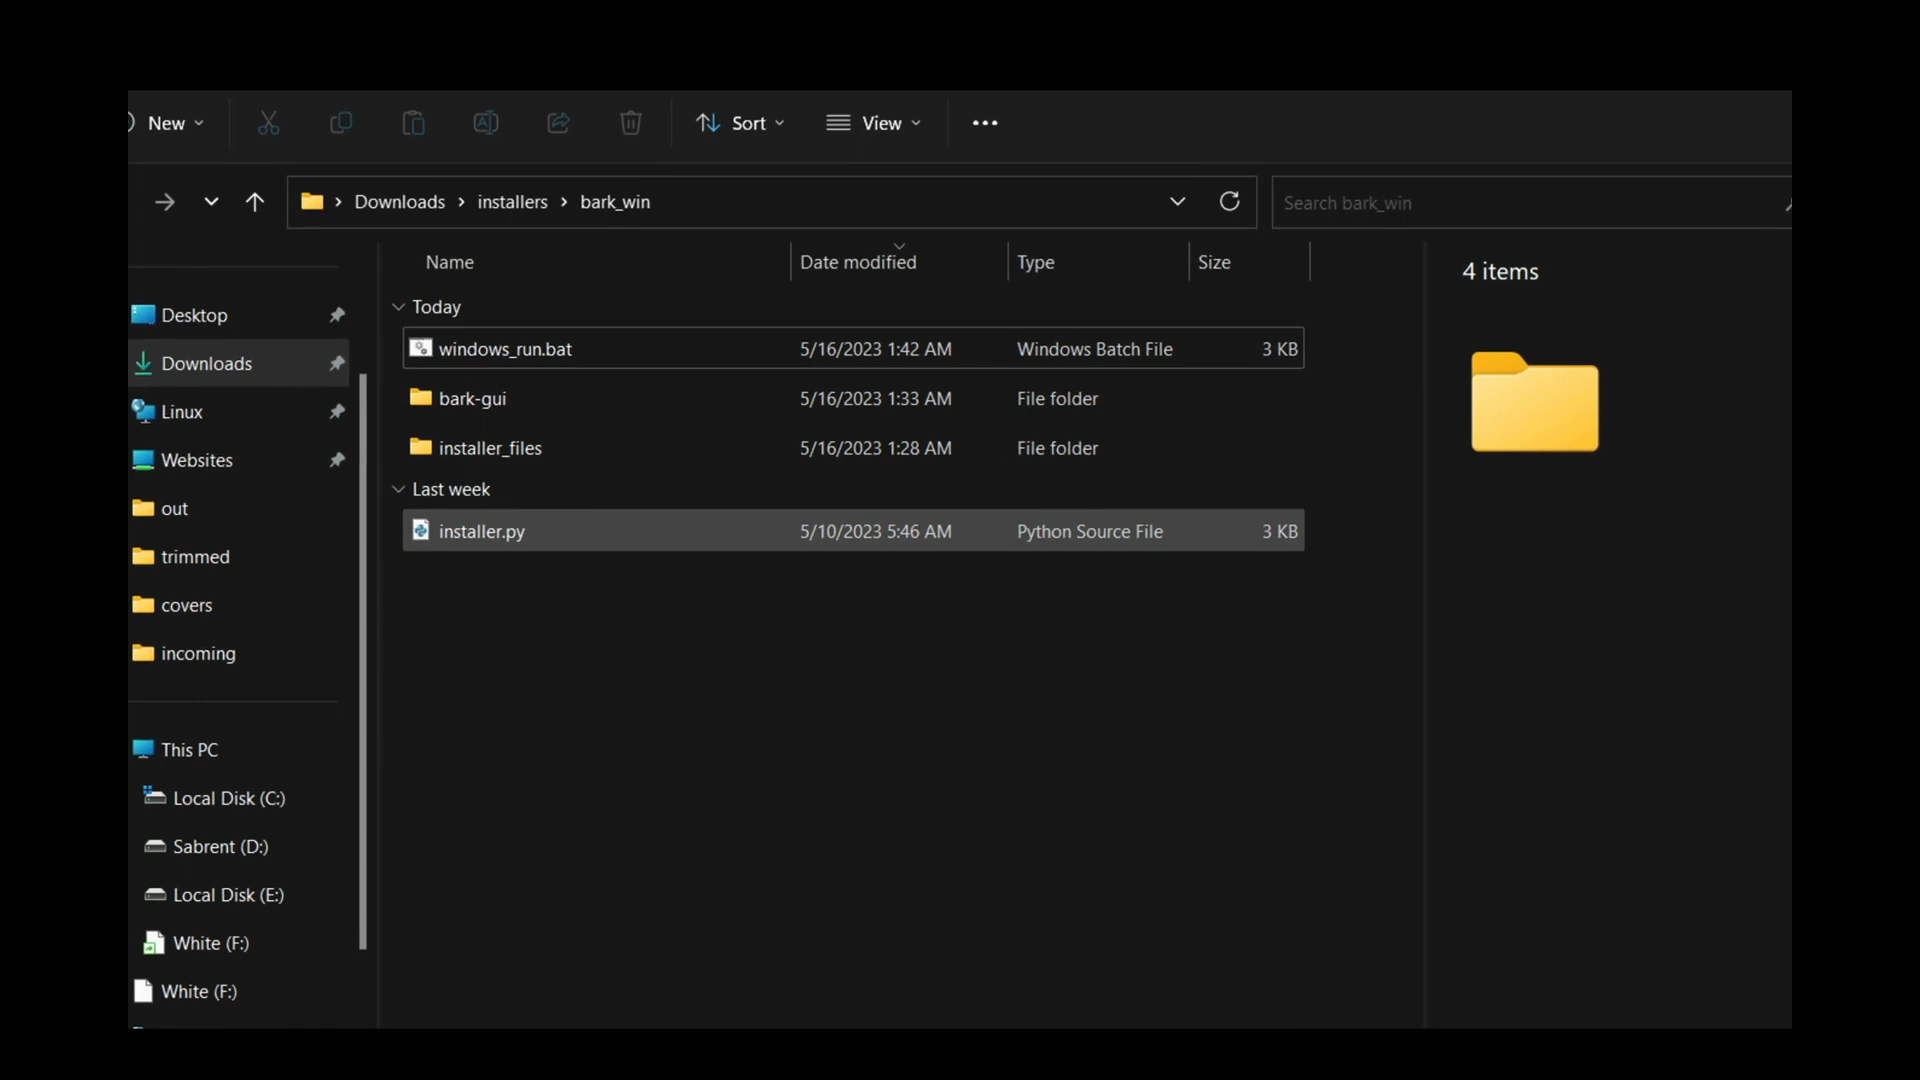 New
Sort
View
Downloads
installers
bark_win
Search bark_win
Name
Date modified
Type
Size
4 items
Today
windows_run.bat 5/16/2023 1:42 AM Windows Batch File 3 KB
bark-gui 5/16/2023 1:33 AM File folder
installer_files 5/16/2023 1:28 AM File folder
Last week
installer.py 5/10/2023 5:46 AM Python Source File 3 KB
Desktop
Downloads
Linux
Websites
out
trimmed
covers
incoming
This PC
Local Disk (C:)
Sabrent (D:)
Local Disk (E:)
White (F:)
White (F:)